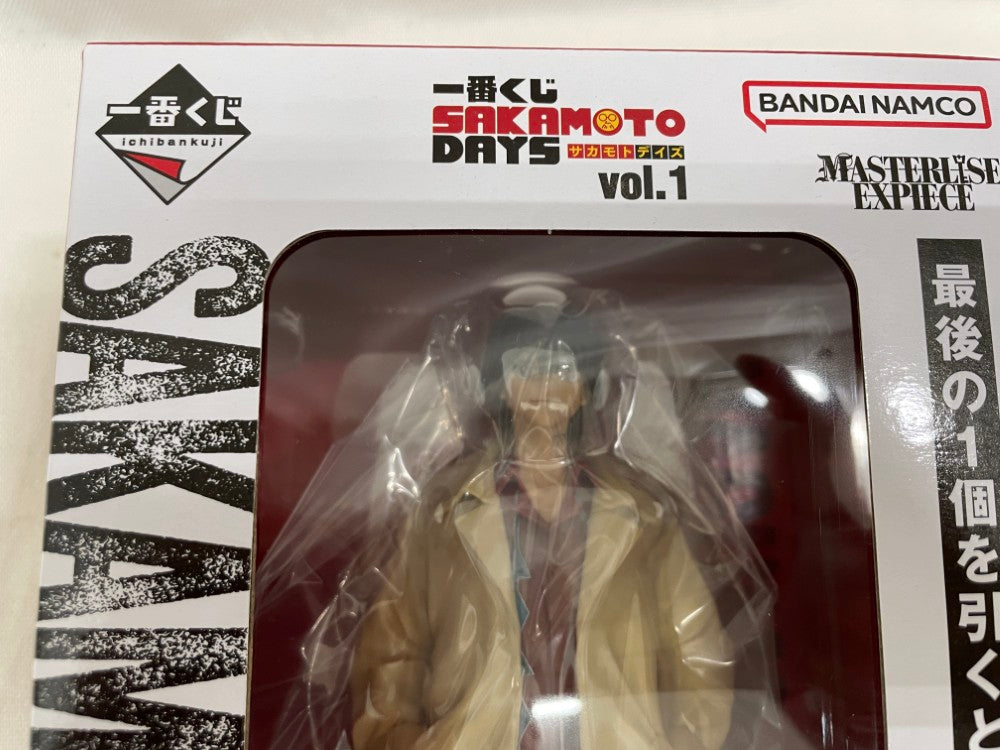 一番くじ
ichibankuji
一番くじ
SAKAMOTO
DAYS サカモトデイズ
vol.1
BANDAI NAMCO
MASTERLISE
EXPIECE
SAKAM
最後の1個を引くと